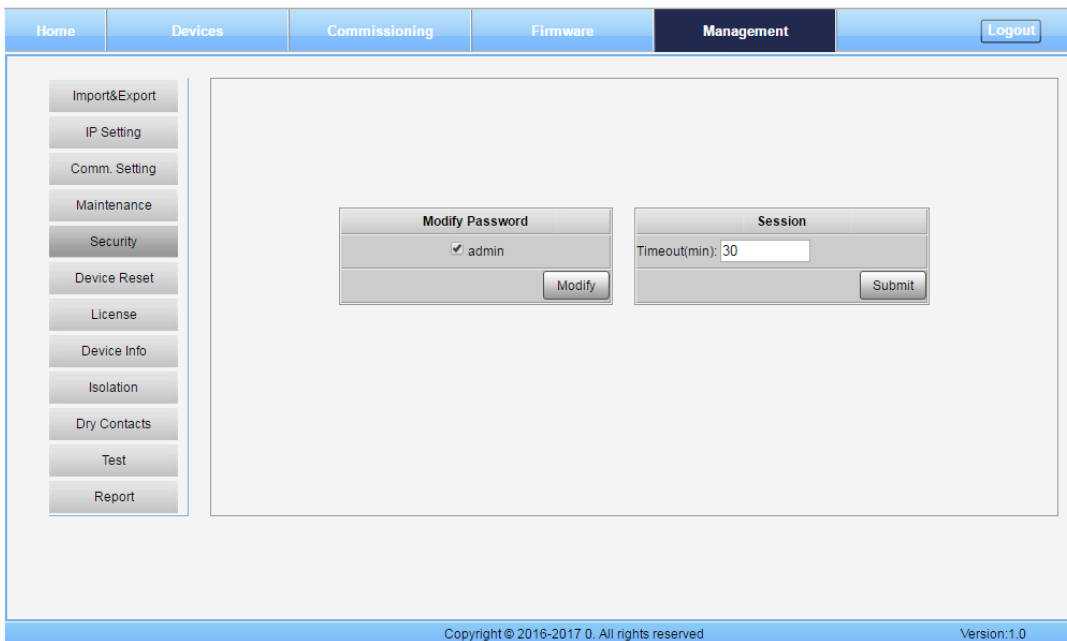 Home Devices Commissioning Firmware Management Logout
Import&Export
IP Setting
Comm. Setting
Maintenance
Security
Device Reset
License
Device Info
Isolation
Dry Contacts
Test
Report
Modify Password
admin
Modify
Session
Timeout(min): 30
Submit
Copyright © 2016-2017 0. All rights reserved Version:1.0